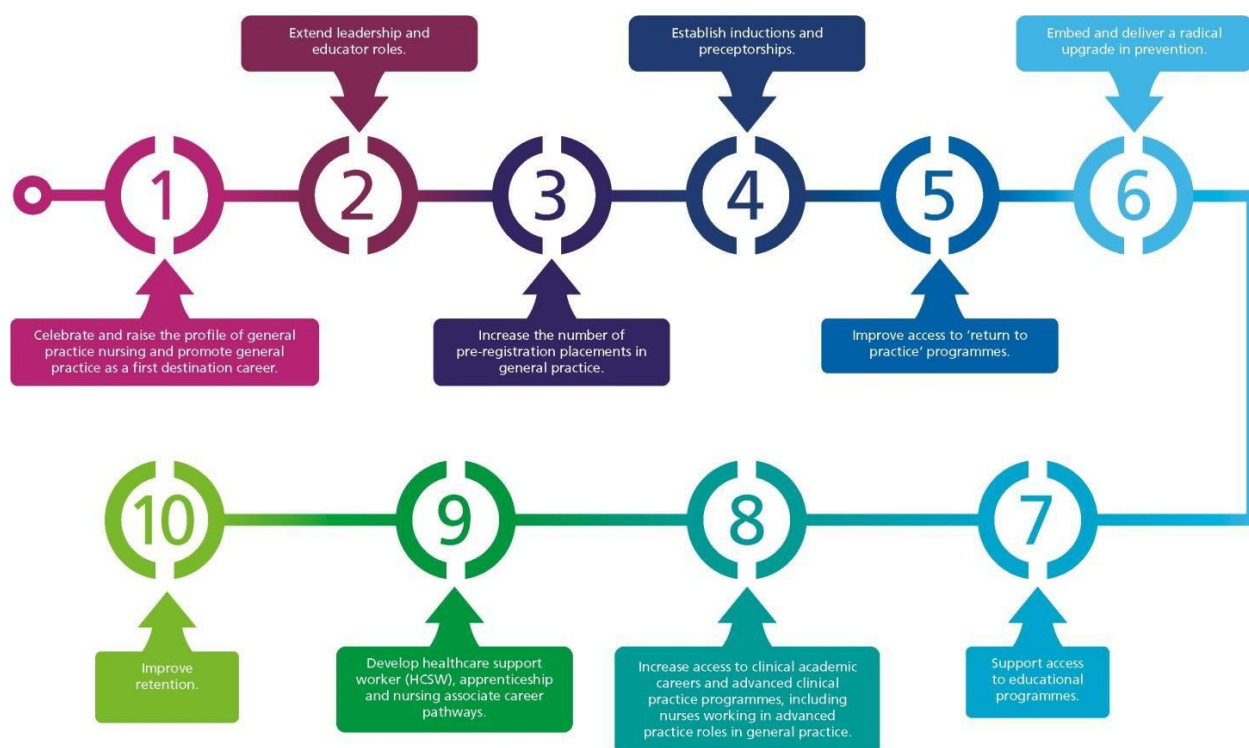 Extend leadership and
educator roles.
Establish inductions and
preceptorships.
Embed and deliver a radical
upgrade in prevention.
1
2
3
4
5
6
Celebrate and raise the profile of general
practice nursing and promote general
practice as a first destination career.
Increase the number of
pre-registration placements in
general practice.
Improve access to ‘return to
practice’ programmes.
10
9
8
7
Improve
retention.
Develop healthcare support
worker (HCSW), apprenticeship
and nursing associate career
pathways.
Increase access to clinical academic
careers and advanced clinical
practice programmes, including
nurses working in advanced
practice roles in general practice.
Support access
to educational
programmes.